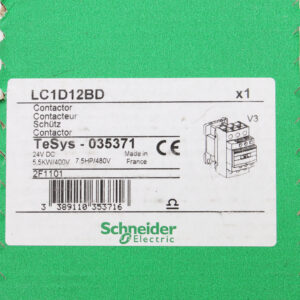 LC1D12BD x1
Contactor
Contacteur
Schütz
Contactor
V3
TeSys - 035371
24V DC
5,5KW/400V 7.5HP/480V
Made in
France
CE
2F1101
3 389110 353716
Schneider
Electric